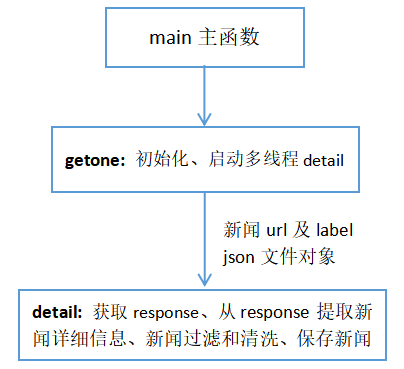 main 主函数
getone: 初始化、启动多线程 detail
新闻 url 及 label
json 文件对象
detail: 获取 response、从 response 提取新
闻详细信息、新闻过滤和清洗、保存新闻